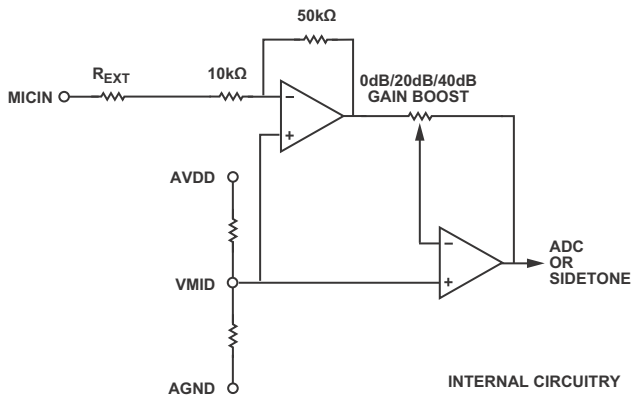 50kΩ
R_EXT
10kΩ
0dB/20dB/40dB
GAIN BOOST
MICIN
−
+
AVDD
VMID
−
+
ADC
OR
SIDETONE
AGND
INTERNAL CIRCUITRY